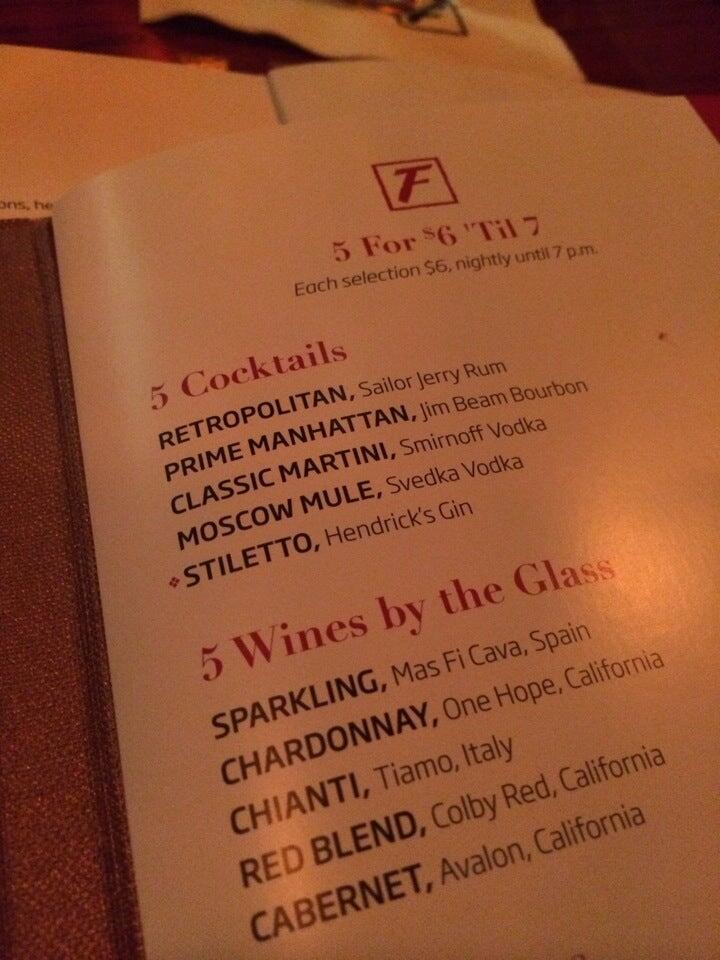 ons, he
F
5 For $6 'Til 7
Each selection $6, nightly until 7 p.m.
5 Cocktails
RETROPOLITAN, Sailor Jerry Rum
PRIME MANHATTAN, Jim Beam Bourbon
CLASSIC MARTINI, Smirnoff Vodka
MOSCOW MULE, Svedka Vodka
STILETTO, Hendrick's Gin
5 Wines by the Glass
SPARKLING, Mas Fi Cava, Spain
CHARDONNAY, One Hope, California
CHIANTI, Tiamo, Italy
RED BLEND, Colby Red, California
CABERNET, Avalon, California